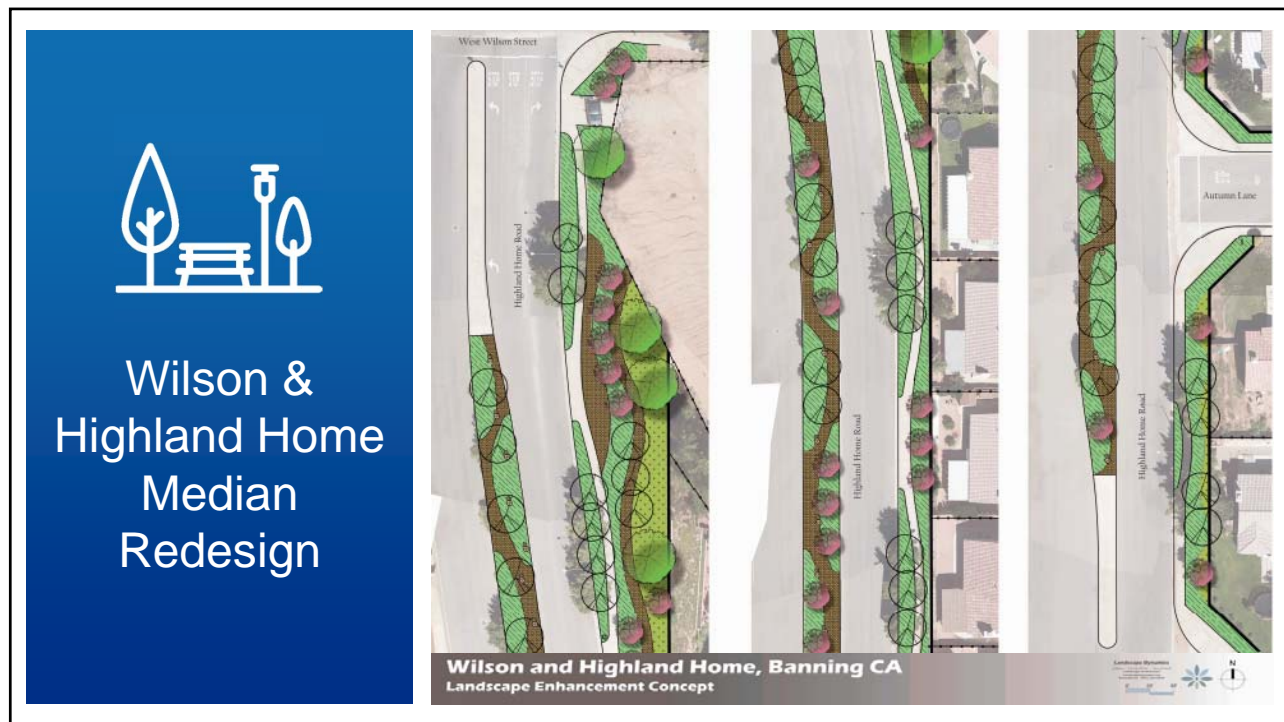 Wilson &
Highland Home
Median
Redesign
West Wilson Street
Highland Home Road
Highland Home Road
Autumn Lane
Highland Home Road
Wilson and Highland Home, Banning CA
Landscape Enhancement Concept
Landscape Dynamics
N